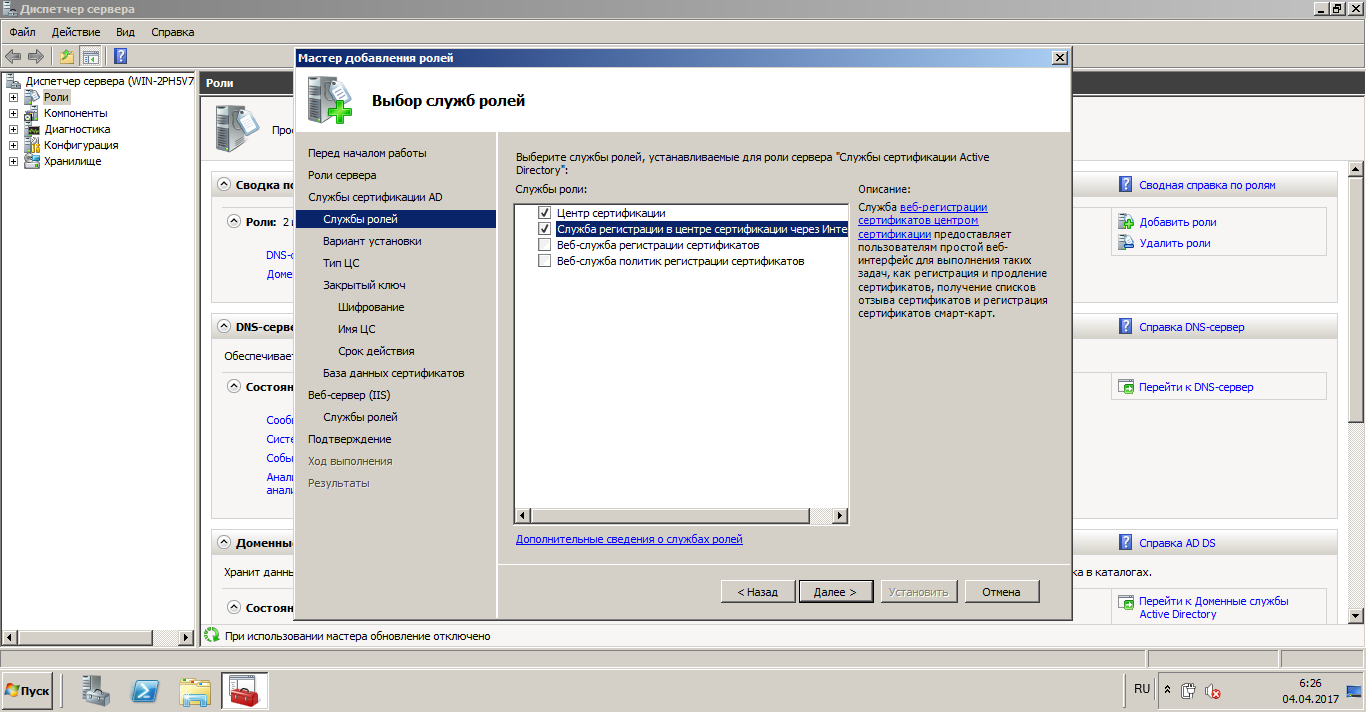 Диспетчер сервера
Файл Действие Вид Справка
Диспетчер сервера (WIN-2PH5V7
Роли
Компоненты
Диагностика
Конфигурация
Хранилище
Роли
Мастер добавления ролей
Выбор служб ролей
Перед началом работы
Роли сервера
Службы сертификации AD
Службы ролей
Вариант установки
Тип ЦС
Закрытый ключ
Шифрование
Имя ЦС
Срок действия
База данных сертификатов
Веб-сервер (IIS)
Службы ролей
Подтверждение
Ход выполнения
Результаты
Выберите службы ролей, устанавливаемые для роли сервера "Службы сертификации Active
Directory":
Службы роли:
Центр сертификации
Служба регистрации в центре сертификации через Инте
Веб-служба регистрации сертификатов
Веб-служба политик регистрации сертификатов
Описание:
Служба веб-регистрации
сертификатов центром
сертификации предоставляет
пользователям простой веб-
интерфейс для выполнения таких
задач, как регистрация и продление
сертификатов, получение списков
отзыва сертификатов и регистрация
сертификатов смарт-карт.
Дополнительные сведения о службах ролей
< Назад Далее > Установить Отмена
Прос
Сводка по
Роли: 2
DNS-с
Доме
Сводная справка по ролям
Добавить роли
Удалить роли
DNS-серве
Справка DNS-сервер
Обеспечивает
Состоян
Перейти к DNS-сервер
Сооб
Систе
Собы
Анал
анали
Доменны
Справка AD DS
Хранит данны
ка в каталогах.
Состоян
Перейти к Доменные службы
Active Directory
При использовании мастера обновление отключено
Пуск
RU
6:26
04.04.2017